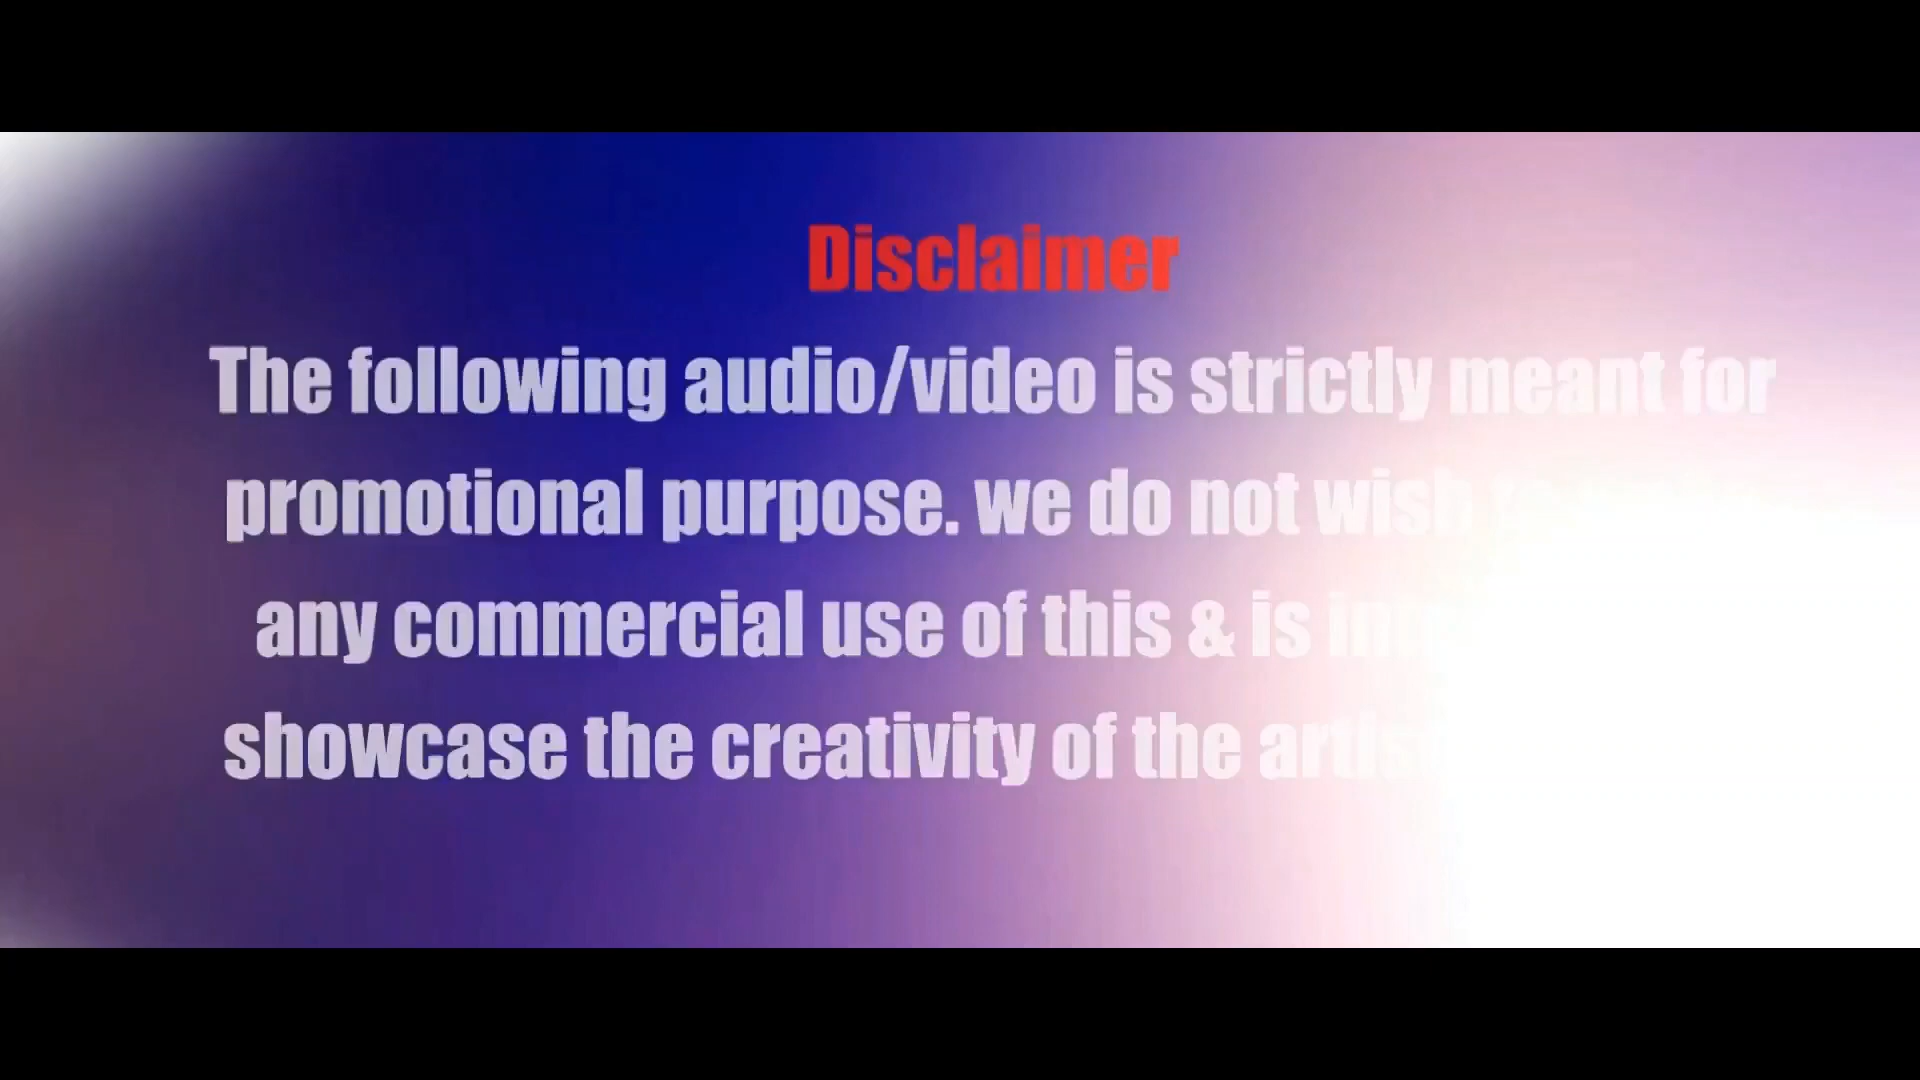 Disclaimer
The following audio/video is strictly meant for
promotional purpose. we do not wish
any commercial use of this & is
showcase the creativity of the